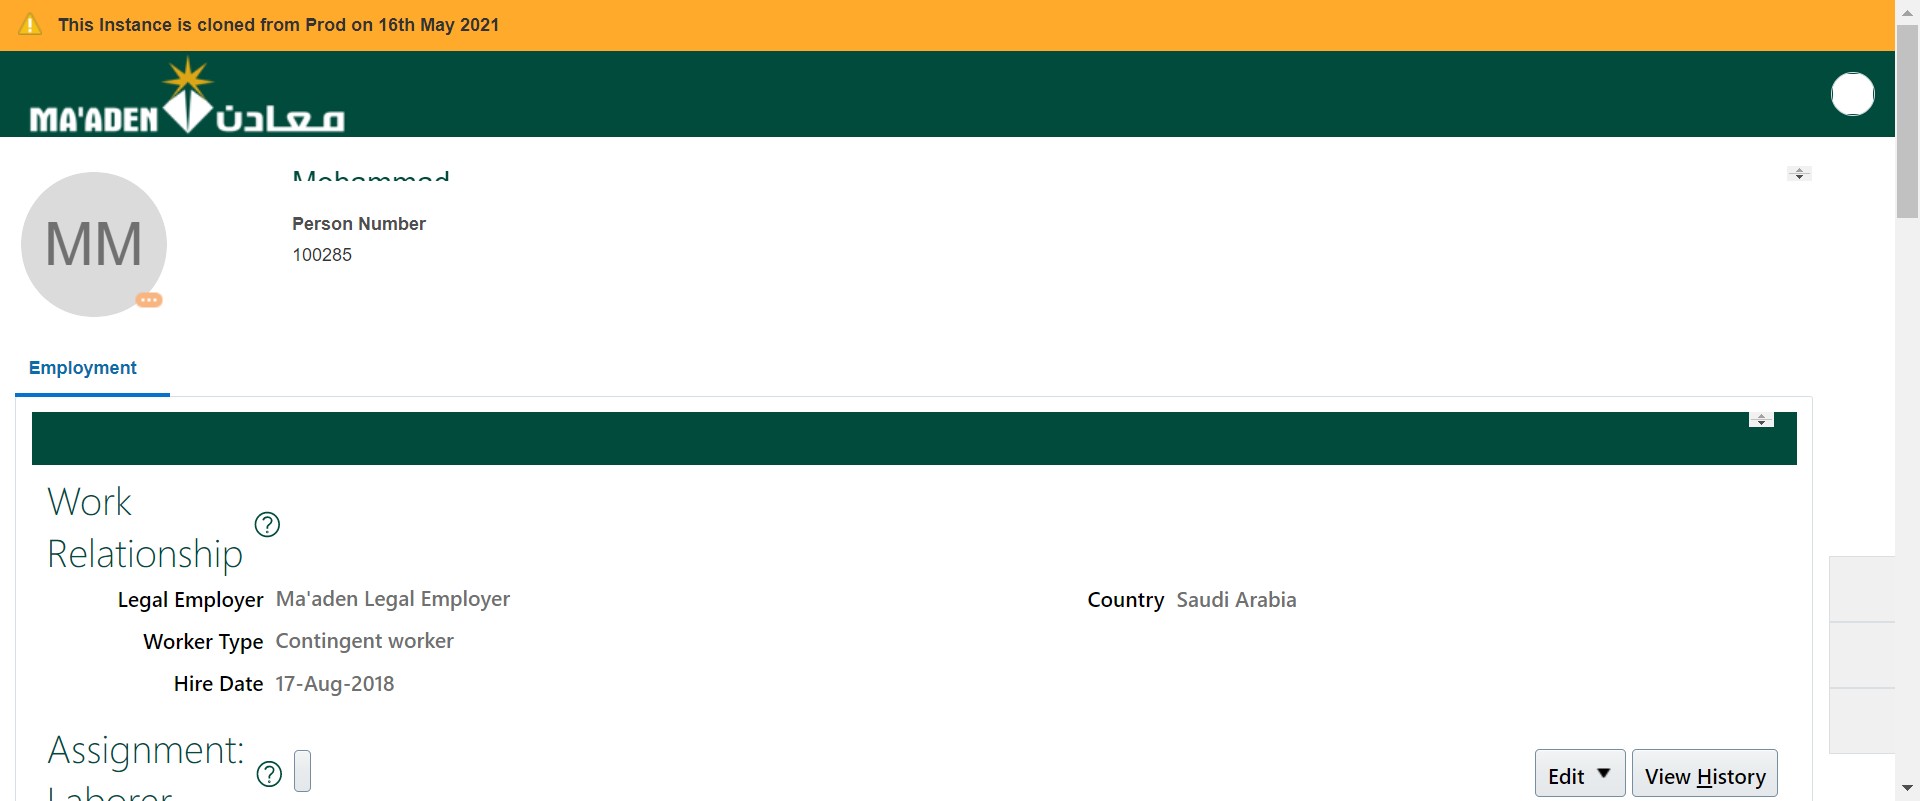 This Instance is cloned from Prod on 16th May 2021
MA'ADEN معادن
Mohammad
MM
Person Number
100285
Employment
Work
Relationship
Legal Employer Ma'aden Legal Employer
Country Saudi Arabia
Worker Type Contingent worker
Hire Date 17-Aug-2018
Assignment:
Laborer
Edit
View History